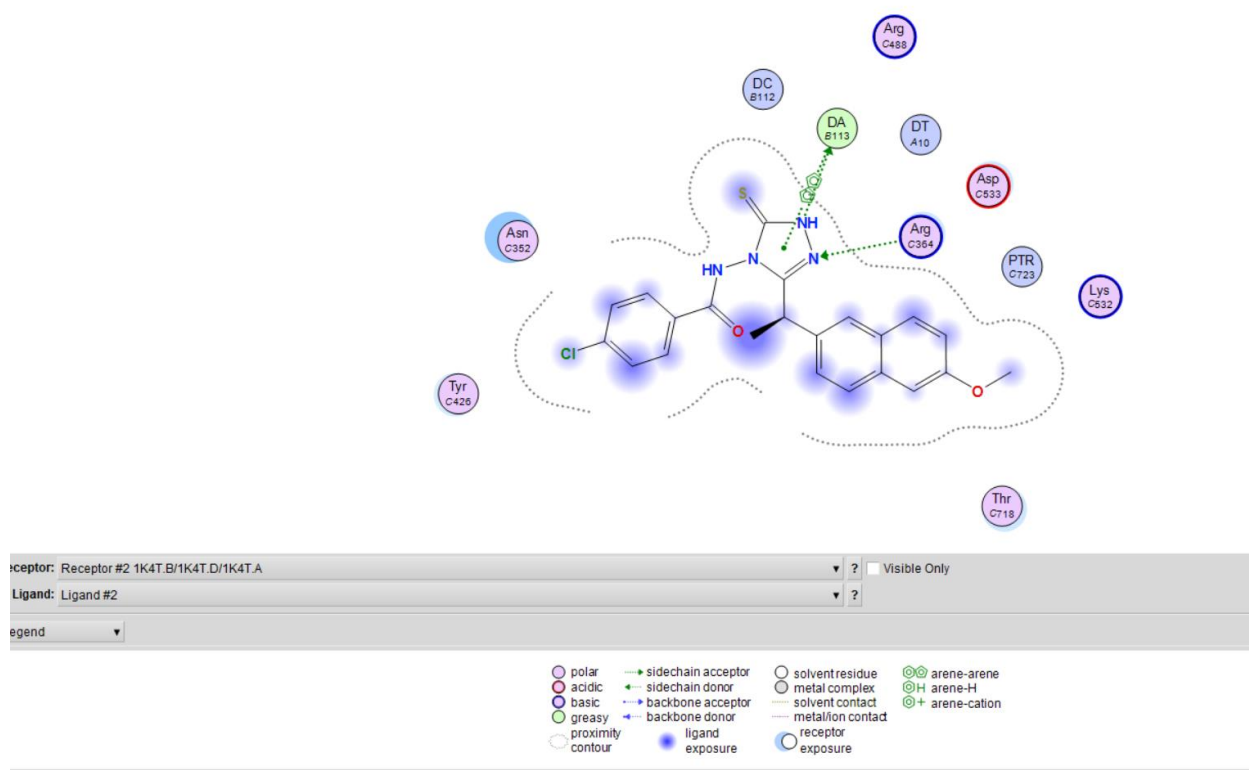 Arg
C488
DC
B112
DA
B113
DT
A10
Asp
C533
S
NH
Asn
C352
Arg
C364
HN
N
N
PTR
C723
Lys
C532
O
Cl
Tyr
C426
O
Thr
C718
eceptor: Receptor #2 1K4T.B/1K4T.D/1K4T.A ? Visible Only
Ligand: Ligand #2 ?
egend
polar sidechain acceptor solvent residue arene-arene
acidic sidechain donor metal complex H arene-H
basic backbone acceptor solvent contact + arene-cation
greasy backbone donor metal/ion contact
proximity contour ligand exposure receptor exposure